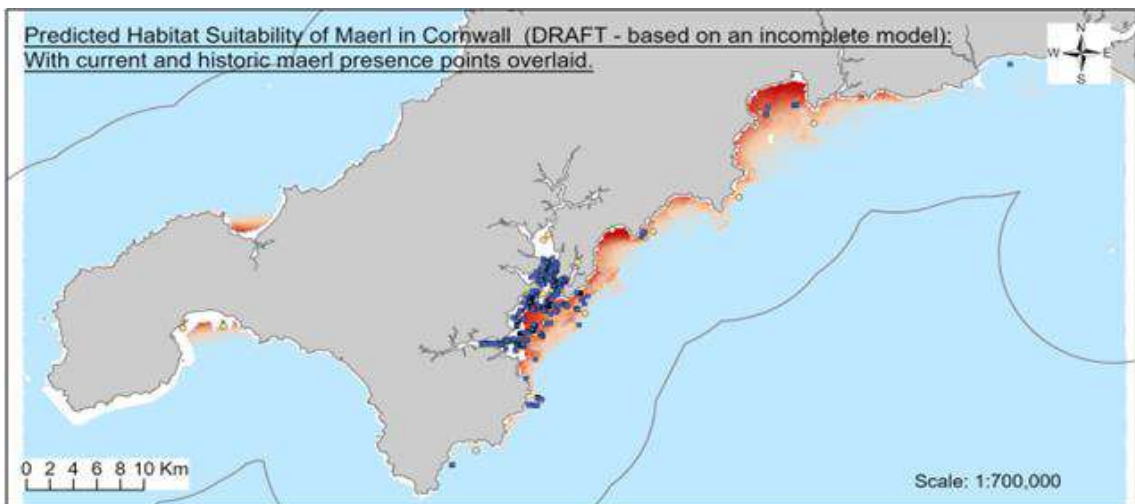 Predicted Habitat Suitability of Maerl in Cornwall (DRAFT - based on an incomplete model):
With current and historic maerl presence points overlaid.
N
W E
S
0 2 4 6 8 10 Km
Scale: 1:700,000